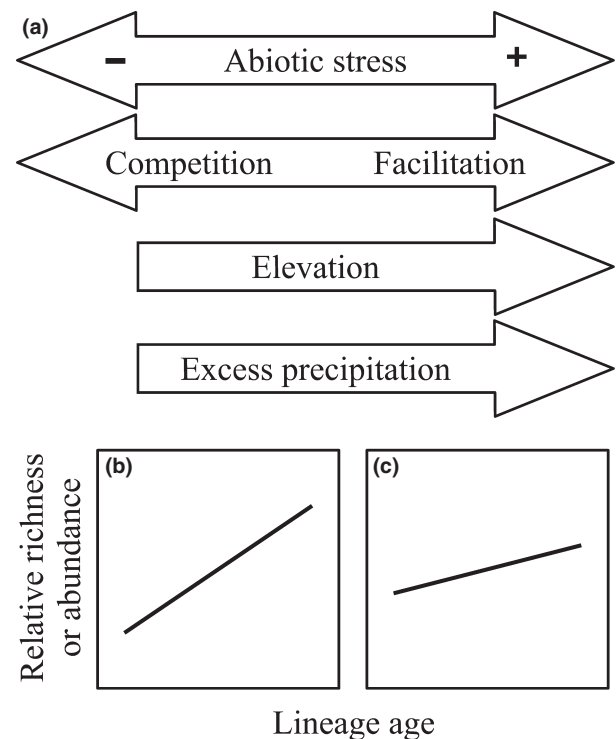 (a)
– Abiotic stress +
Competition Facilitation
Elevation
Excess precipitation
(b) (c)
Relative richness
or abundance
Lineage age